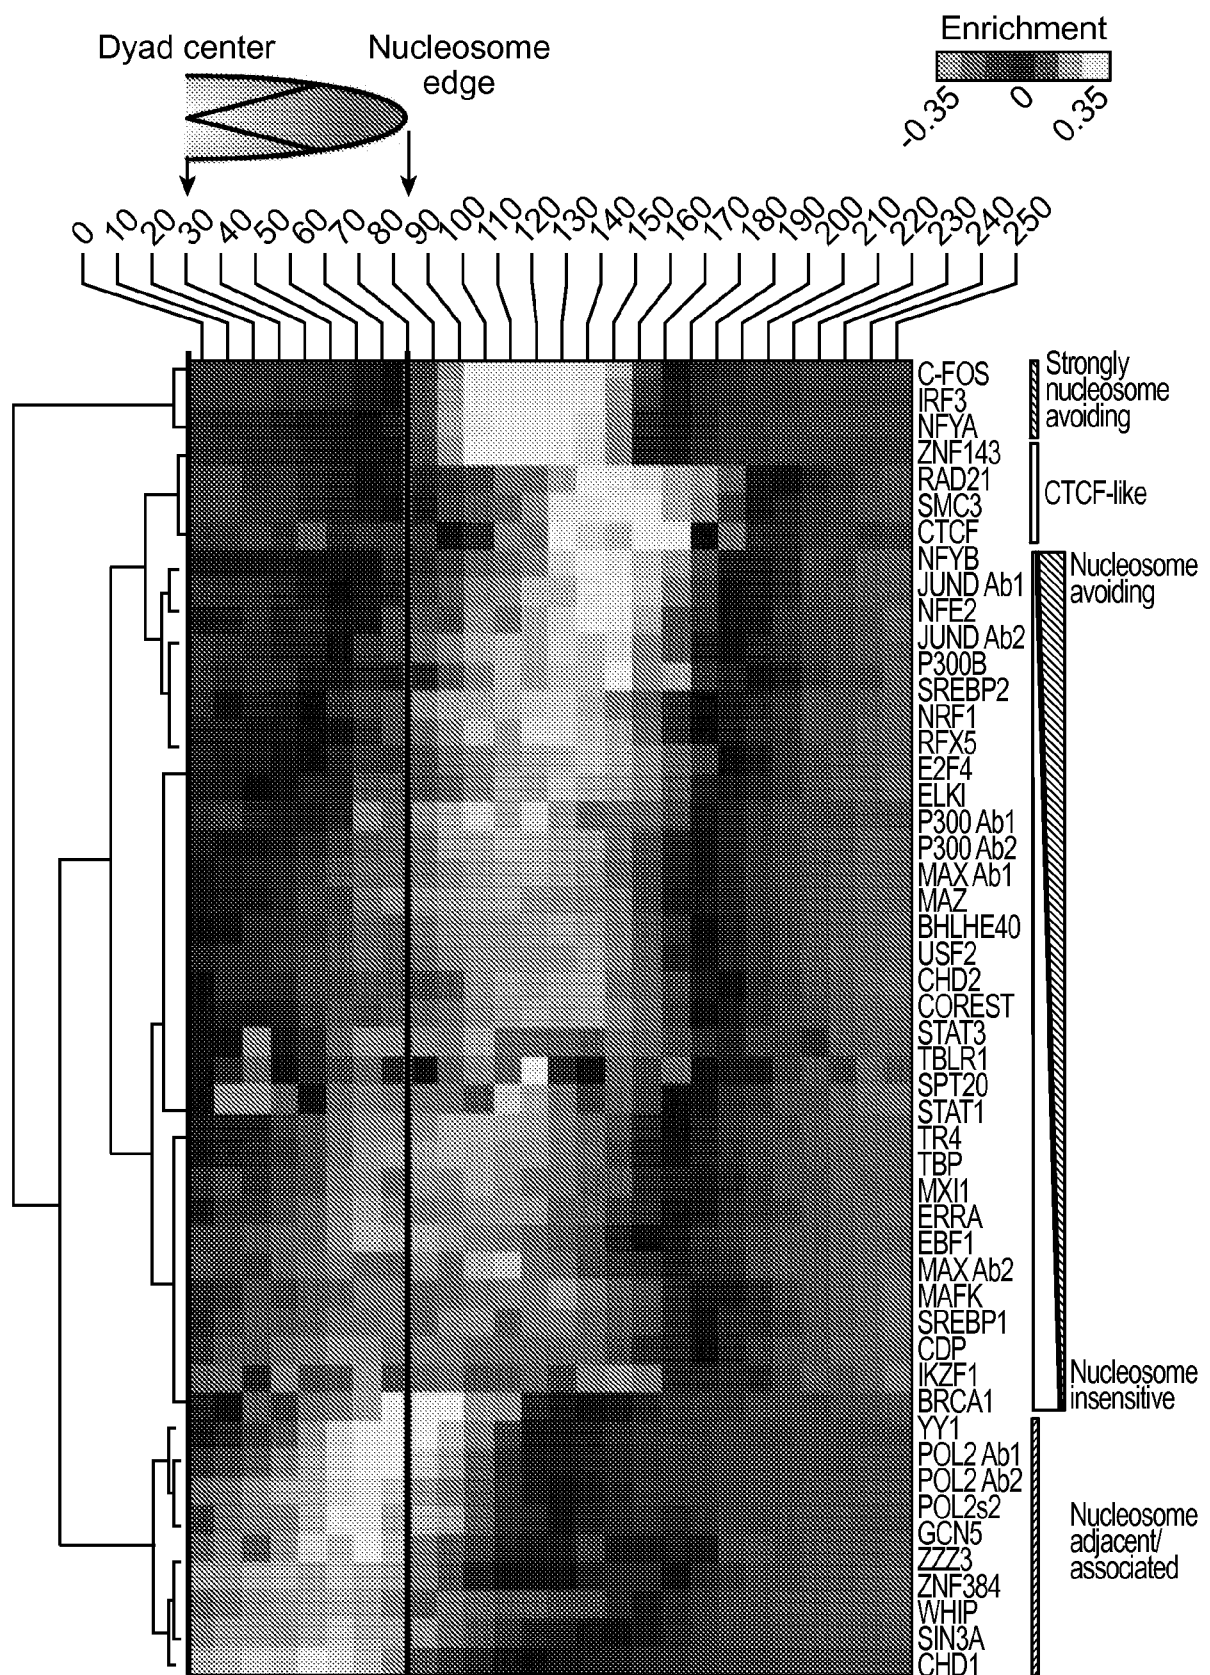 Enrichment
-0.35 0 0.35
Dyad center
Nucleosome
edge
0 10 20 30 40 50 60 70 80 90 100 110 120 130 140 150 160 170 180 190 200 210 220 230 240 250
C-FOS
IRF3
NFYA
ZNF143
RAD21
SMC3
CTCF
NFYB
JUND Ab1
NFE2
JUND Ab2
P300B
SREBP2
NRF1
RFX5
E2F4
ELKI
P300 Ab1
P300 Ab2
MAX Ab1
MAZ
BHLHE40
USF2
CHD2
COREST
STAT3
TBLR1
SPT20
STAT1
TR4
TBP
MXI1
ERRA
EBF1
MAX Ab2
MAFK
SREBP1
CDP
IKZF1
BRCA1
YY1
POL2 Ab1
POL2 Ab2
POL2s2
GCN5
ZZZ3
ZNF384
WHIP
SIN3A
CHD1
Strongly
nucleosome
avoiding
CTCF-like
Nucleosome
avoiding
Nucleosome
insensitive
Nucleosome
adjacent/
associated